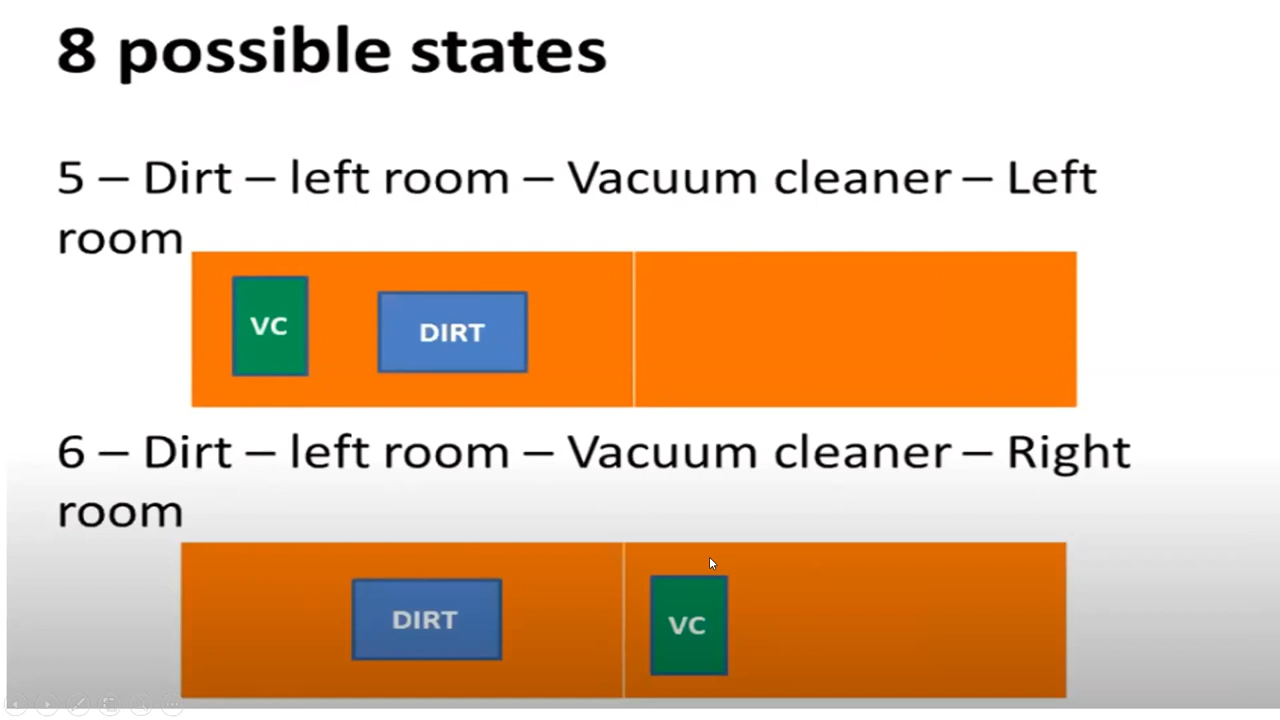 8 possible states
5 – Dirt – left room – Vacuum cleaner – Left
room
VC
DIRT
6 – Dirt – left room – Vacuum cleaner – Right
room
DIRT
VC